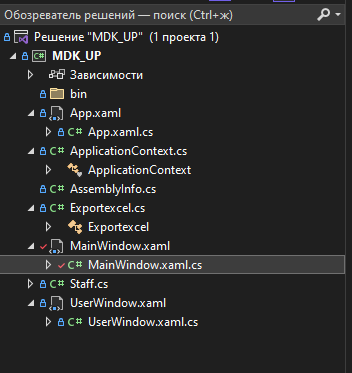 Обозреватель решений — поиск (Ctrl+ж)
Решение "MDK_UP" (1 проекта 1)
C# MDK_UP
Зависимости
bin
App.xaml
C# App.xaml.cs
C# ApplicationContext.cs
ApplicationContext
C# AssemblyInfo.cs
C# Exportexcel.cs
Exportexcel
MainWindow.xaml
C# MainWindow.xaml.cs
C# Staff.cs
UserWindow.xaml
C# UserWindow.xaml.cs